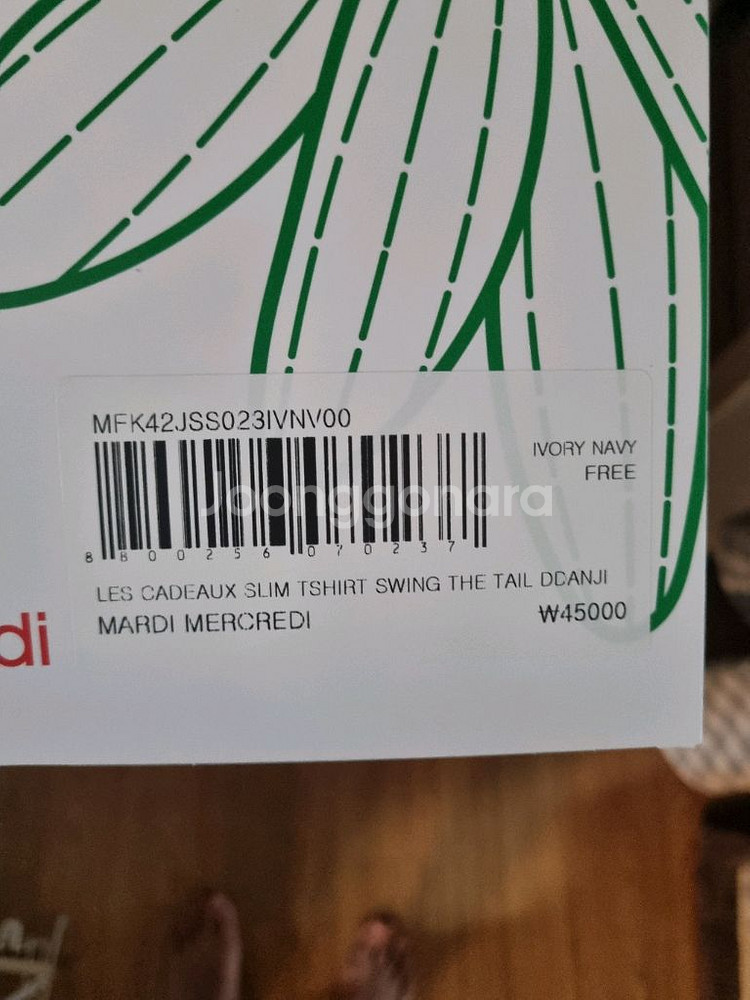 MFK42JSS023IVNV00
IVORY NAVY
FREE
Joonggonara
8 800256 070237
LES CADEAUX SLIM TSHIRT SWING THE TAIL DDANJI
di
MARDI MERCREDI
₩45000